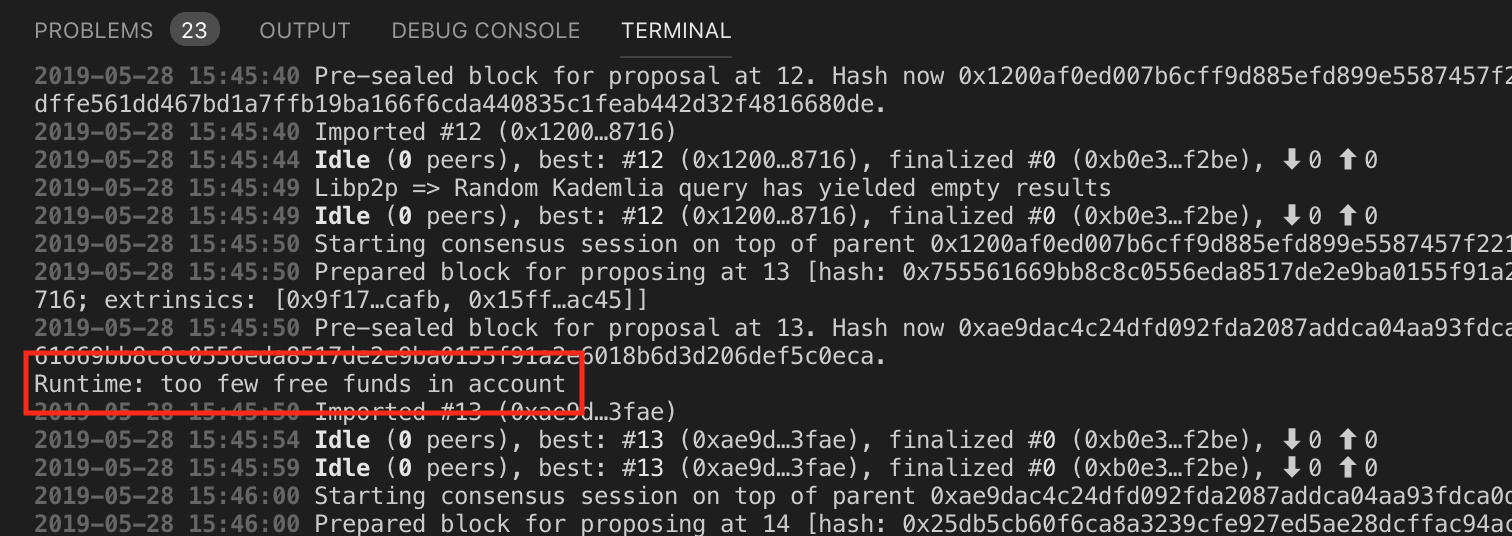 PROBLEMS 23 OUTPUT DEBUG CONSOLE TERMINAL
2019-05-28 15:45:40 Pre-sealed block for proposal at 12. Hash now 0x1200af0ed007b6cff9d885efd899e5587457f2
dffe561dd467bd1a7ffb19ba166f6cda440835c1feab442d32f4816680de.
2019-05-28 15:45:40 Imported #12 (0x1200…8716)
2019-05-28 15:45:44 Idle (0 peers), best: #12 (0x1200…8716), finalized #0 (0xb0e3…f2be), ⬇ 0 ⬆ 0
2019-05-28 15:45:49 Libp2p => Random Kademlia query has yielded empty results
2019-05-28 15:45:49 Idle (0 peers), best: #12 (0x1200…8716), finalized #0 (0xb0e3…f2be), ⬇ 0 ⬆ 0
2019-05-28 15:45:50 Starting consensus session on top of parent 0x1200af0ed007b6cff9d885efd899e5587457f221
2019-05-28 15:45:50 Prepared block for proposing at 13 [hash: 0x755561669bb8c8c0556eda8517de2e9ba0155f91a2
716; extrinsics: [0x9f17…cafb, 0x15ff…ac45]]
2019-05-28 15:45:50 Pre-sealed block for proposal at 13. Hash now 0xae9dac4c24dfd092fda2087addca04aa93fdca
61669bb8c8c0556eda8517de2e9ba0155f91a2e6018b6d3d206def5c0eca.
Runtime: too few free funds in account
2019-05-28 15:45:50 Imported #13 (0xae9d…3fae)
2019-05-28 15:45:54 Idle (0 peers), best: #13 (0xae9d…3fae), finalized #0 (0xb0e3…f2be), ⬇ 0 ⬆ 0
2019-05-28 15:45:59 Idle (0 peers), best: #13 (0xae9d…3fae), finalized #0 (0xb0e3…f2be), ⬇ 0 ⬆ 0
2019-05-28 15:46:00 Starting consensus session on top of parent 0xae9dac4c24dfd092fda2087addca04aa93fdca0d
2019-05-28 15:46:00 Prepared block for proposing at 14 [hash: 0x25db5cb60f6ca8a3239cfe927ed5ae28dcffac94ad